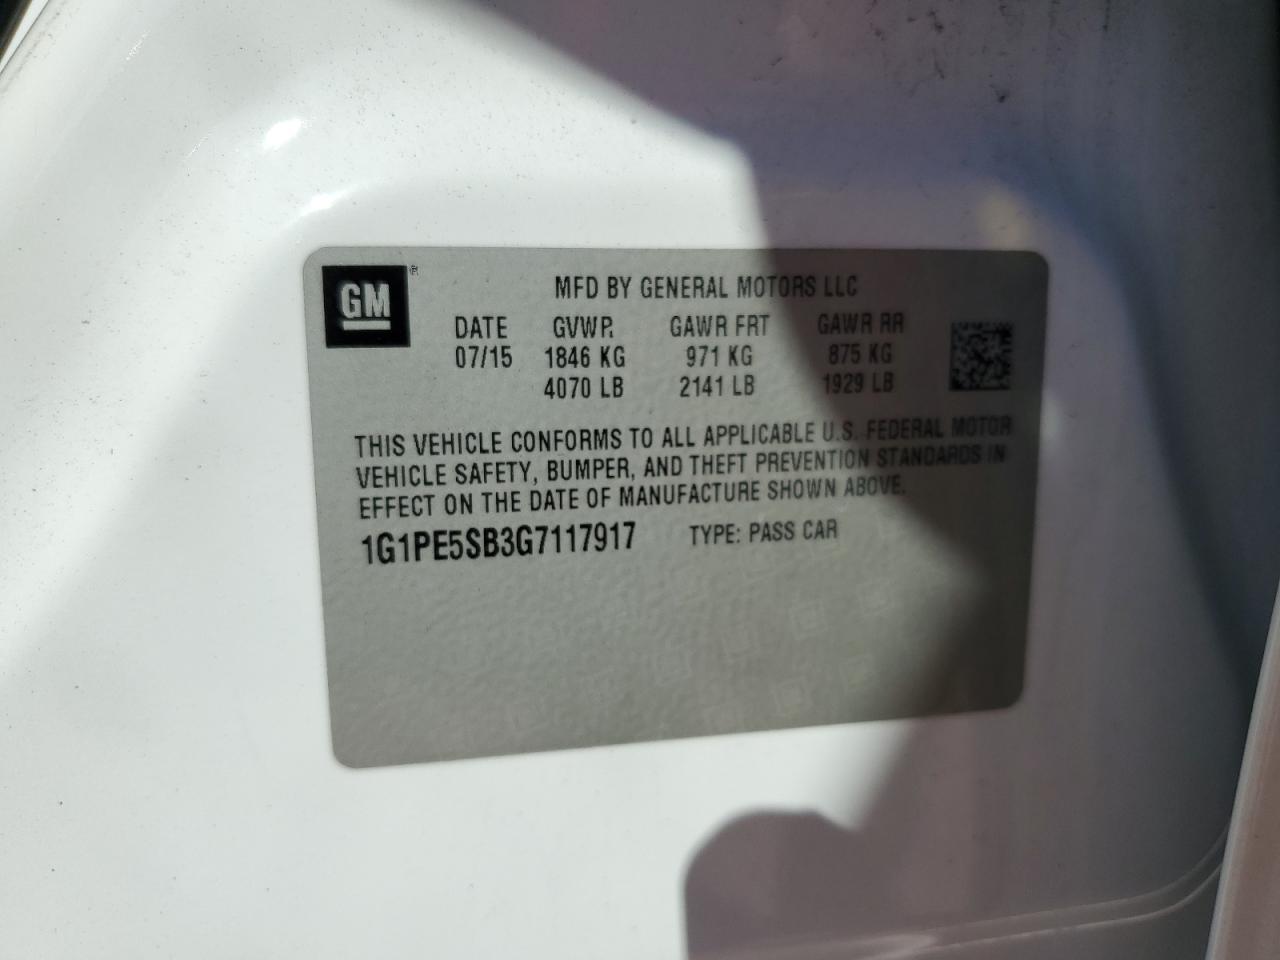 GM®
MFD BY GENERAL MOTORS LLC
DATE GVWR GAWR FRT GAWR RR
07/15 1846 KG 971 KG 875 KG
4070 LB 2141 LB 1929 LB
THIS VEHICLE CONFORMS TO ALL APPLICABLE U.S. FEDERAL MOTOR
VEHICLE SAFETY, BUMPER, AND THEFT PREVENTION STANDARDS IN
EFFECT ON THE DATE OF MANUFACTURE SHOWN ABOVE.
1G1PE5SB3G7117917 TYPE: PASS CAR